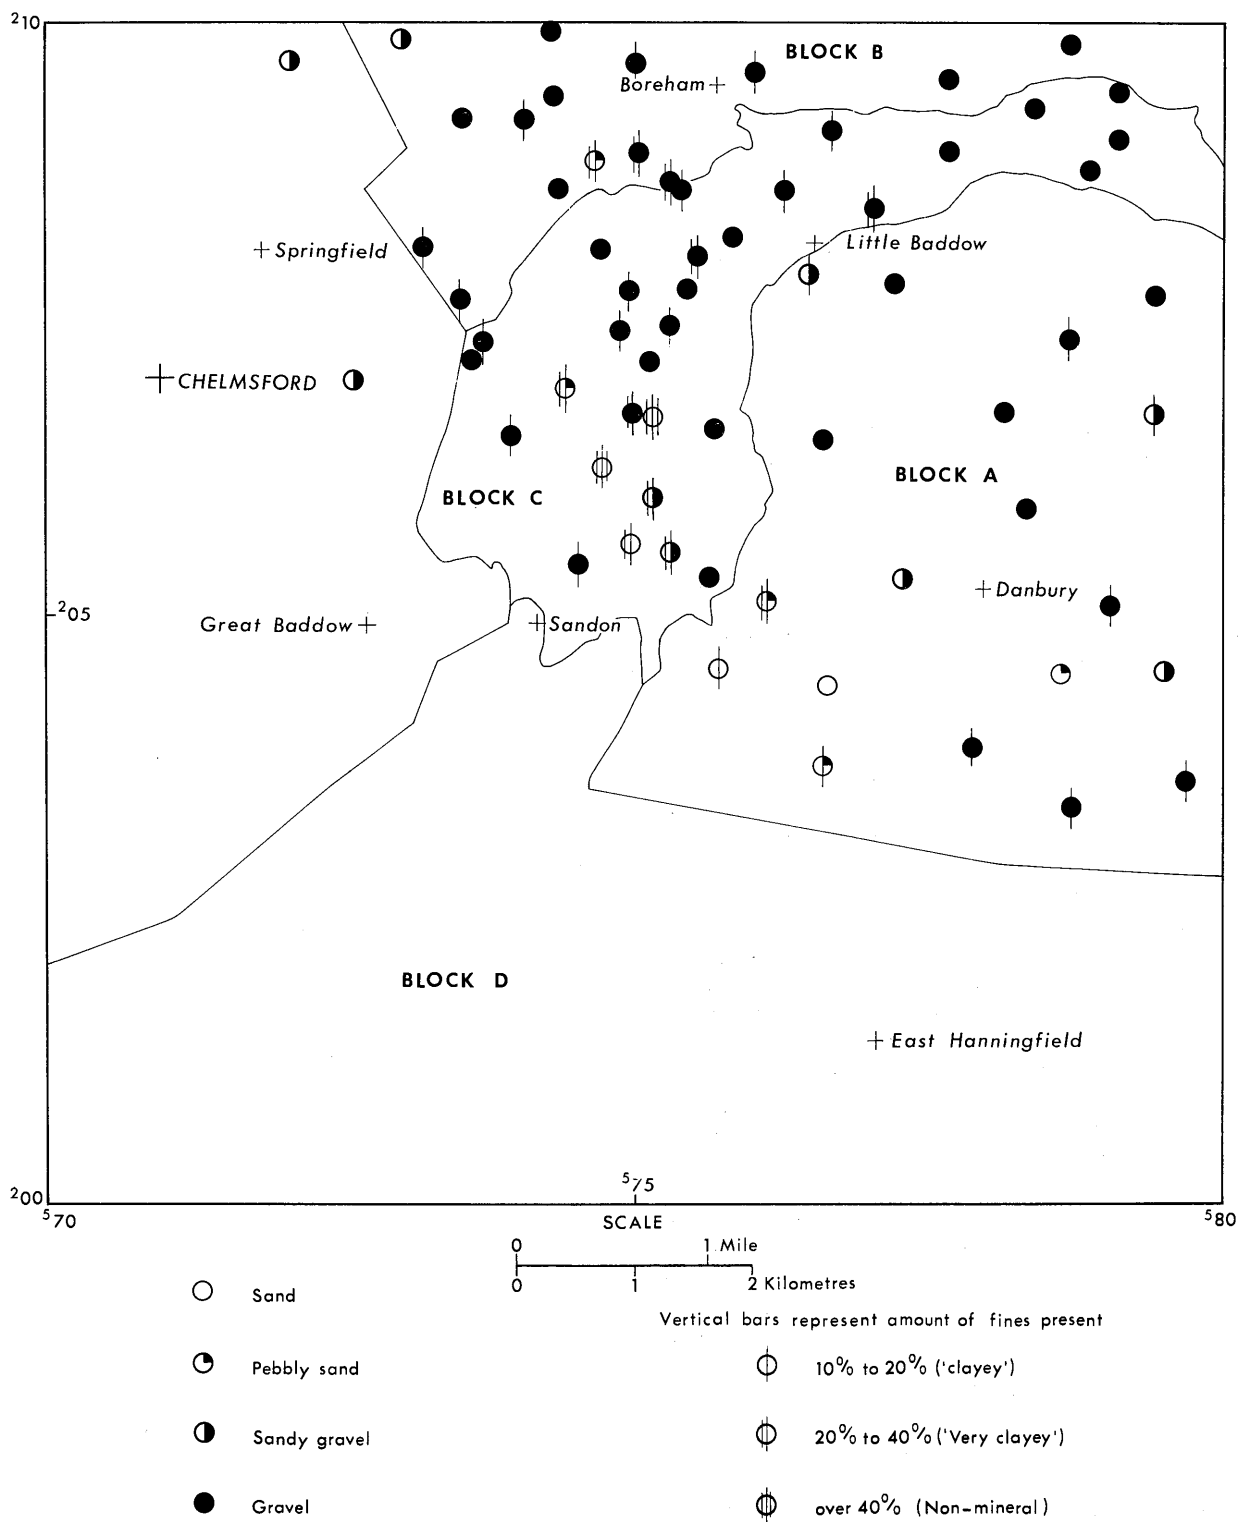 210
BLOCK B
Boreham
Springfield
Little Baddow
CHELMSFORD
BLOCK A
BLOCK C
Danbury
205
Great Baddow
Sandon
BLOCK D
East Hanningfield
200
575
570
SCALE
580
0 1 Mile
0 1 2 Kilometres
Sand
Vertical bars represent amount of fines present
Pebbly sand
10% to 20% ('clayey')
Sandy gravel
20% to 40% ('Very clayey')
Gravel
over 40% (Non-mineral)